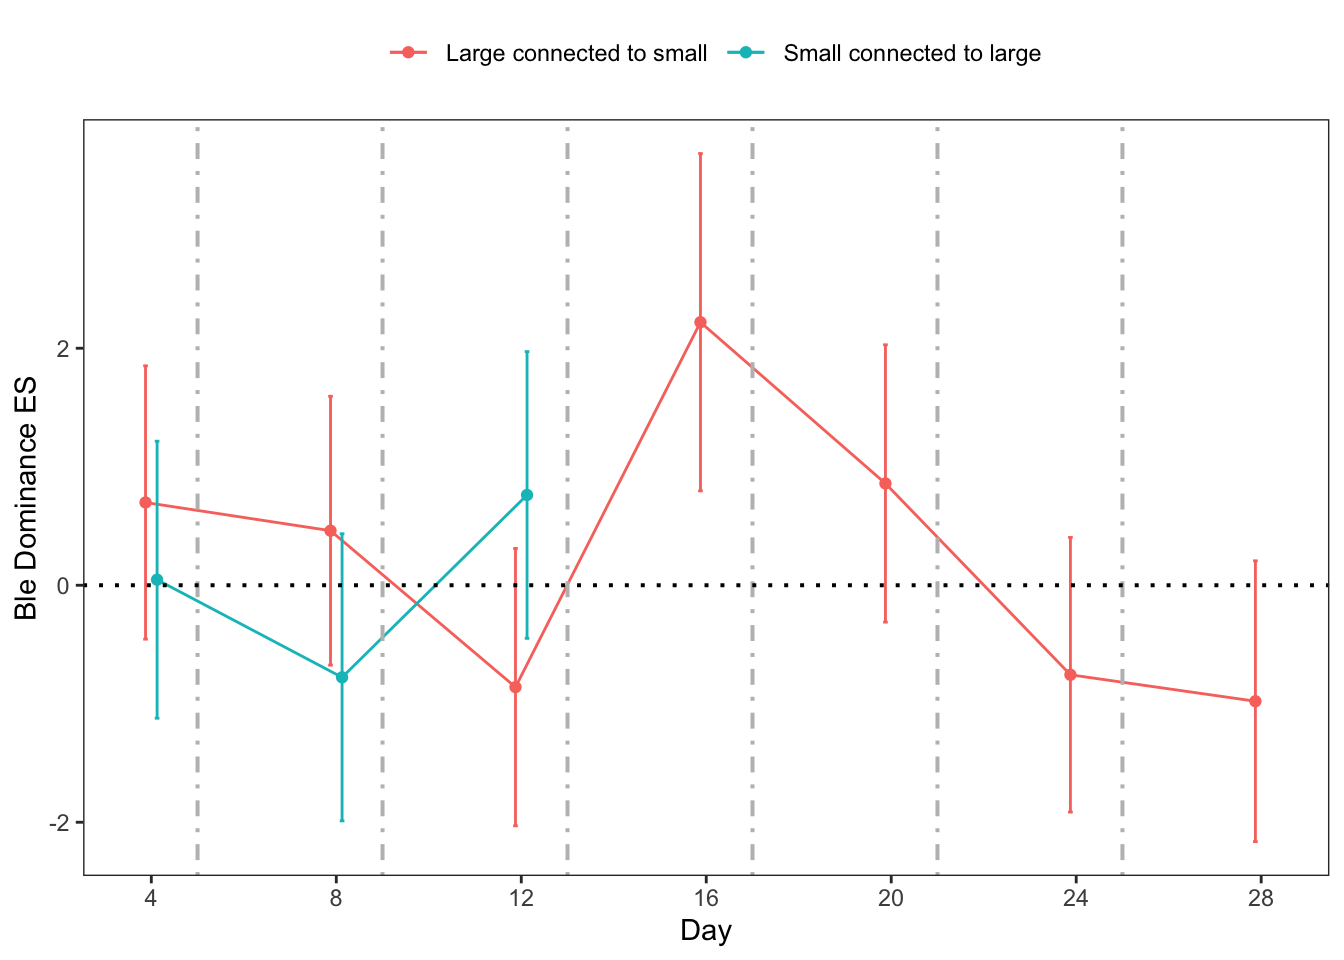 Large connected to small Small connected to large
Ble Dominance ES
2
0
-2
4 8 12 16 20 24 28
Day